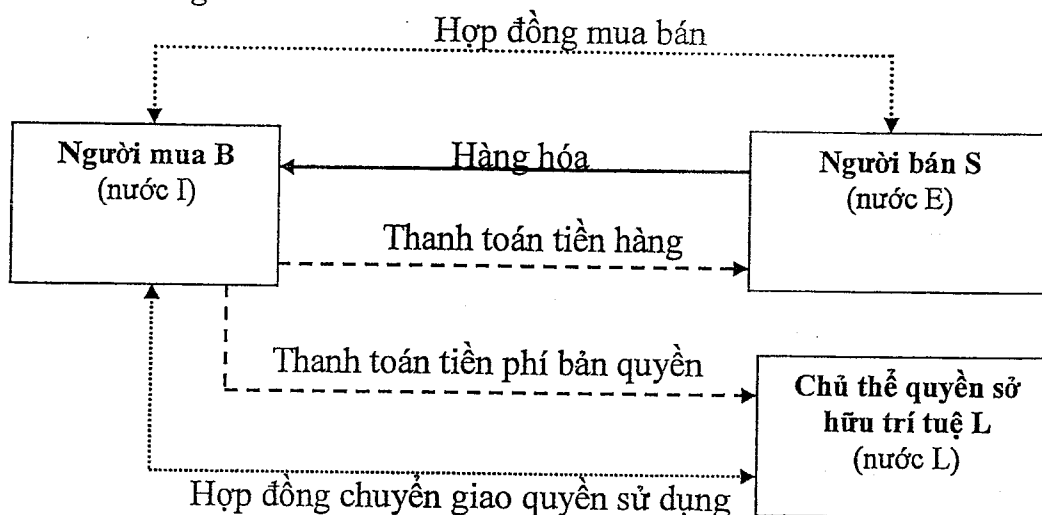 Hợp đồng mua bán
Người mua B
(nước I)
Hàng hóa
Người bán S
(nước E)
Thanh toán tiền hàng
Thanh toán tiền phí bản quyền
Chủ thể quyền sở
hữu trí tuệ L
(nước L)
Hợp đồng chuyển giao quyền sử dụng